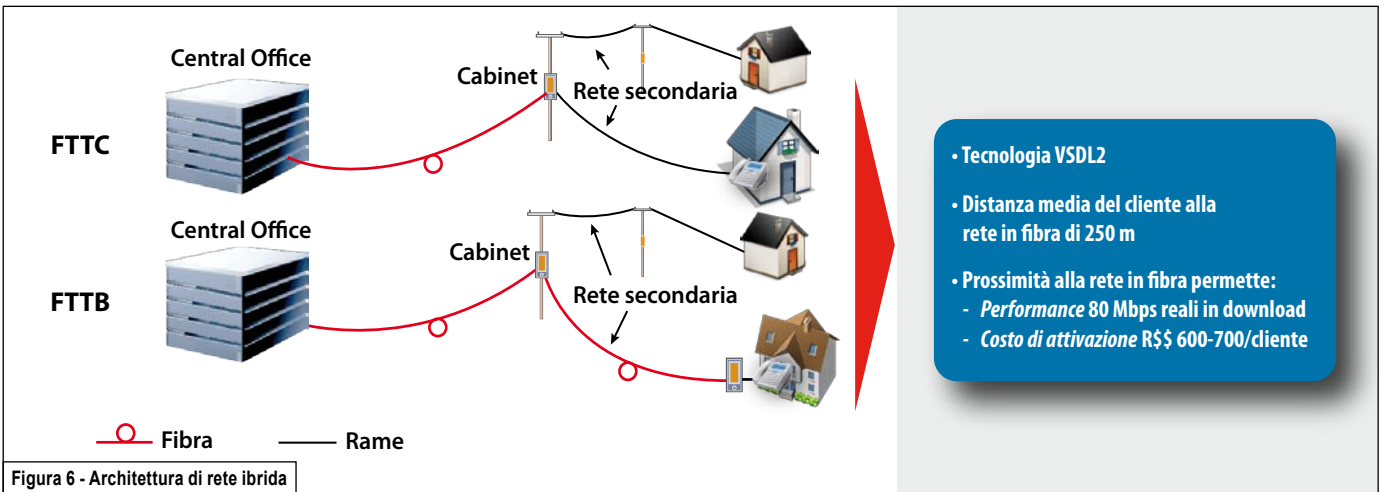 Central Office
FTTC
Cabinet
Rete secondaria
Central Office
FTTB
Cabinet
Rete secondaria
Fibra
Rame
• Tecnologia VSDL2
• Distanza media del cliente alla
rete in fibra di 250 m
• Prossimità alla rete in fibra permette:
- Performance 80 Mbps reali in download
- Costo di attivazione R$$ 600-700/cliente
Figura 6 - Architettura di rete ibrida